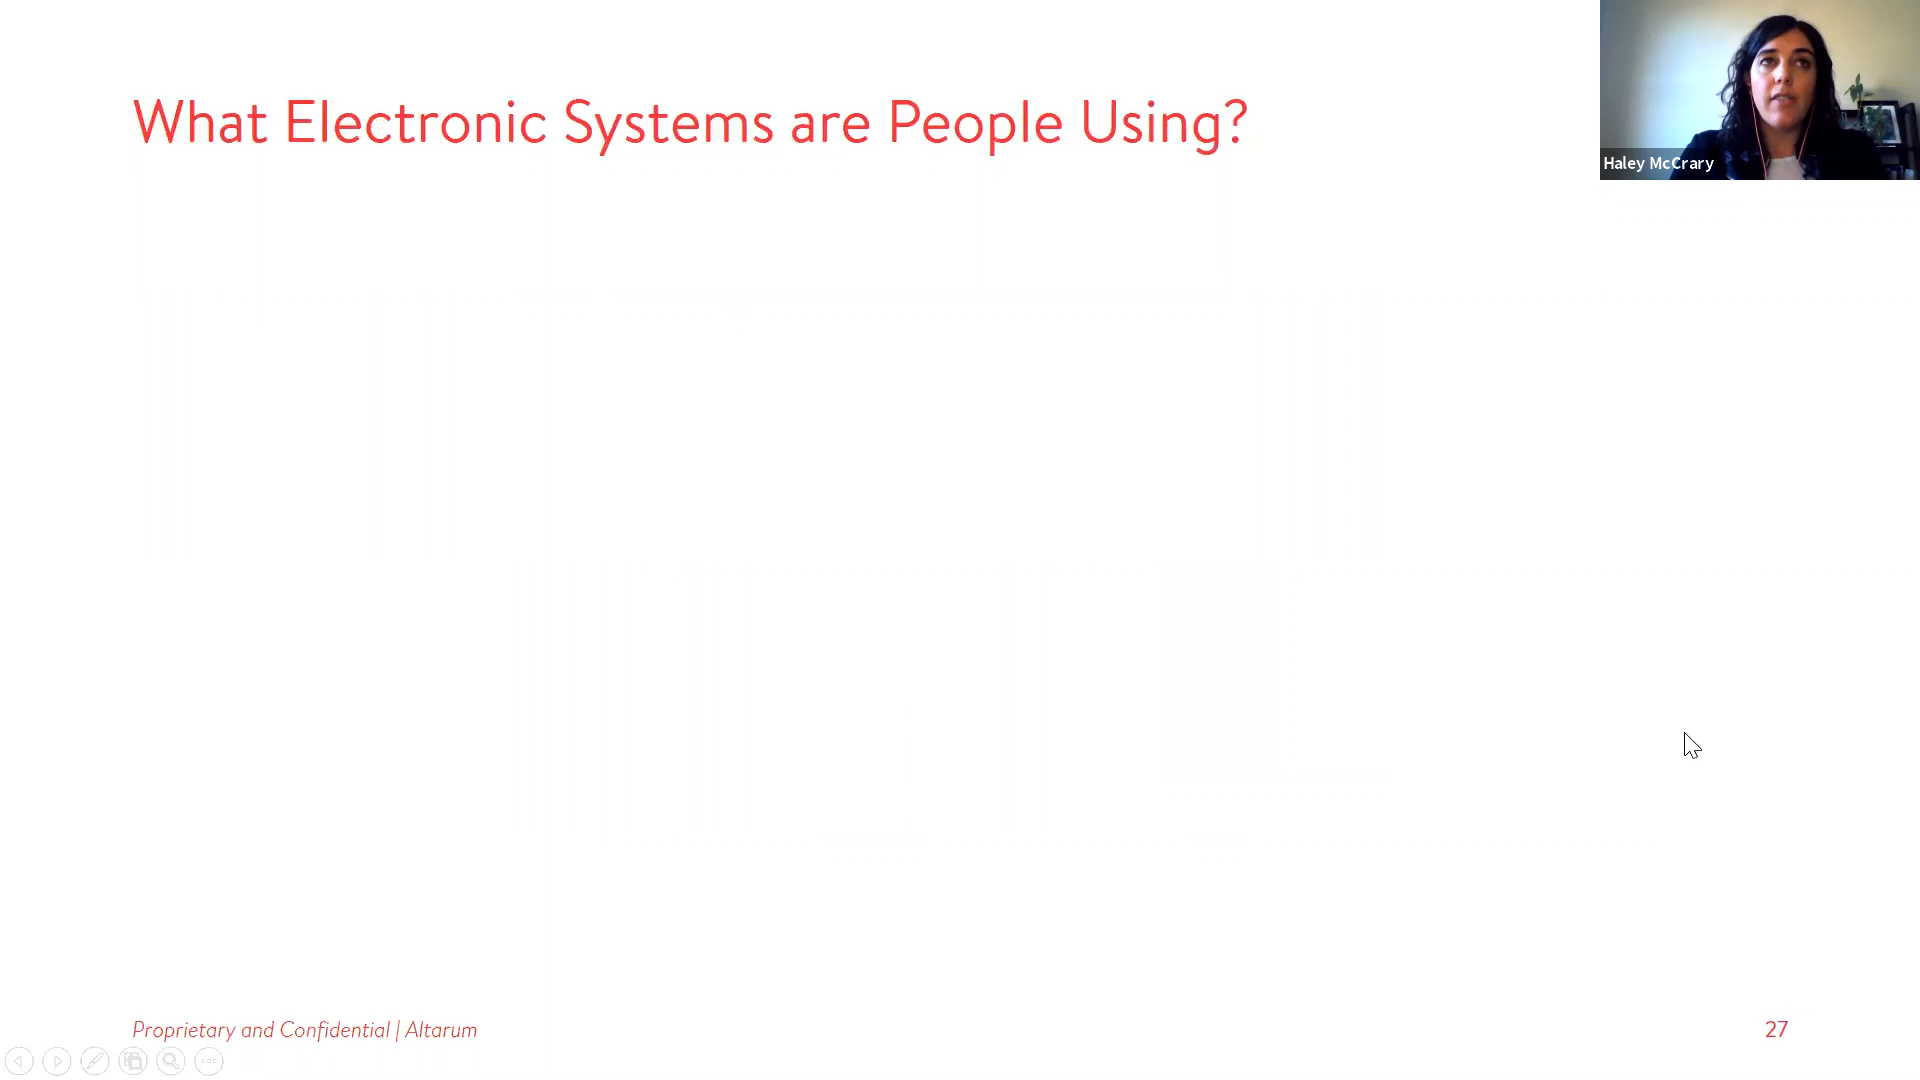 What Electronic Systems are People Using?
Haley McCrary
Proprietary and Confidential | Altarum
27